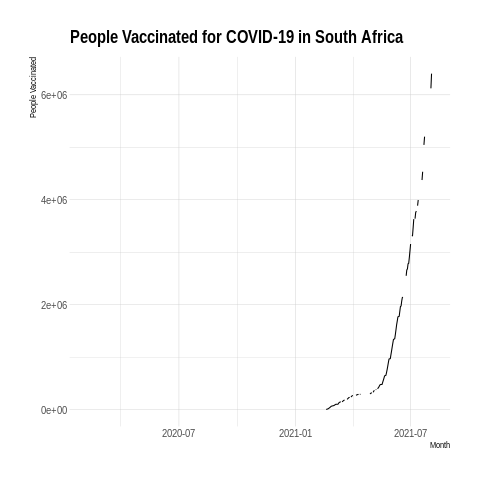 People Vaccinated for COVID-19 in South Africa
People Vaccinated
6e+06
4e+06
2e+06
0e+00
2020-07
2021-01
2021-07
Month